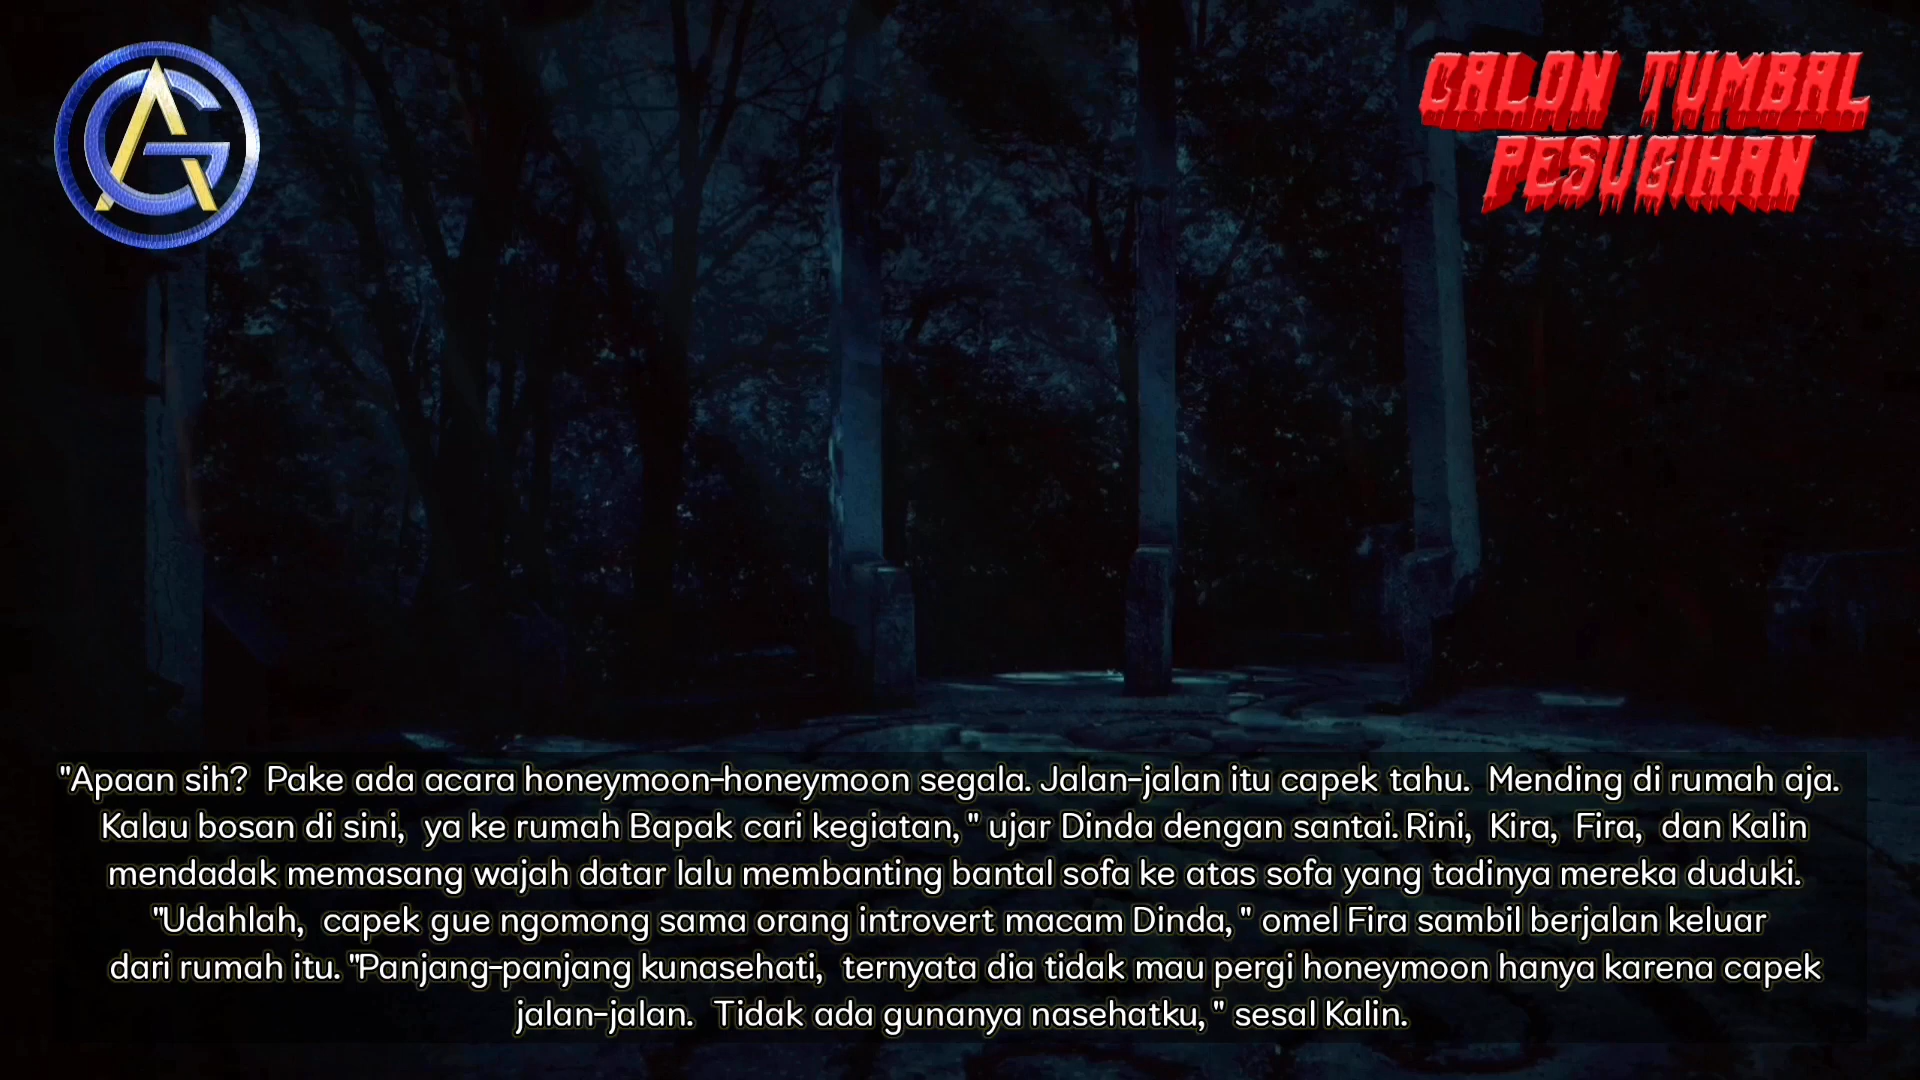 CALON TUMBAL
PESUGIHAN
"Apaan sih? Pake ada acara honeymoon-honeymoon segala. Jalan-jalan itu capek tahu. Mending di rumah aja.
Kalau bosan di sini, ya ke rumah Bapak cari kegiatan," ujar Dinda dengan santai. Rini, Kira, Fira, dan Kalin
mendadak memasang wajah datar lalu membanting bantal sofa ke atas sofa yang tadinya mereka duduki.
"Udahlah, capek gue ngomong sama orang introvert macam Dinda," omel Fira sambil berjalan keluar
dari rumah itu. "Panjang-panjang kunasehati, ternyata dia tidak mau pergi honeymoon hanya karena capek
jalan-jalan. Tidak ada gunanya nasehatku," sesal Kalin.